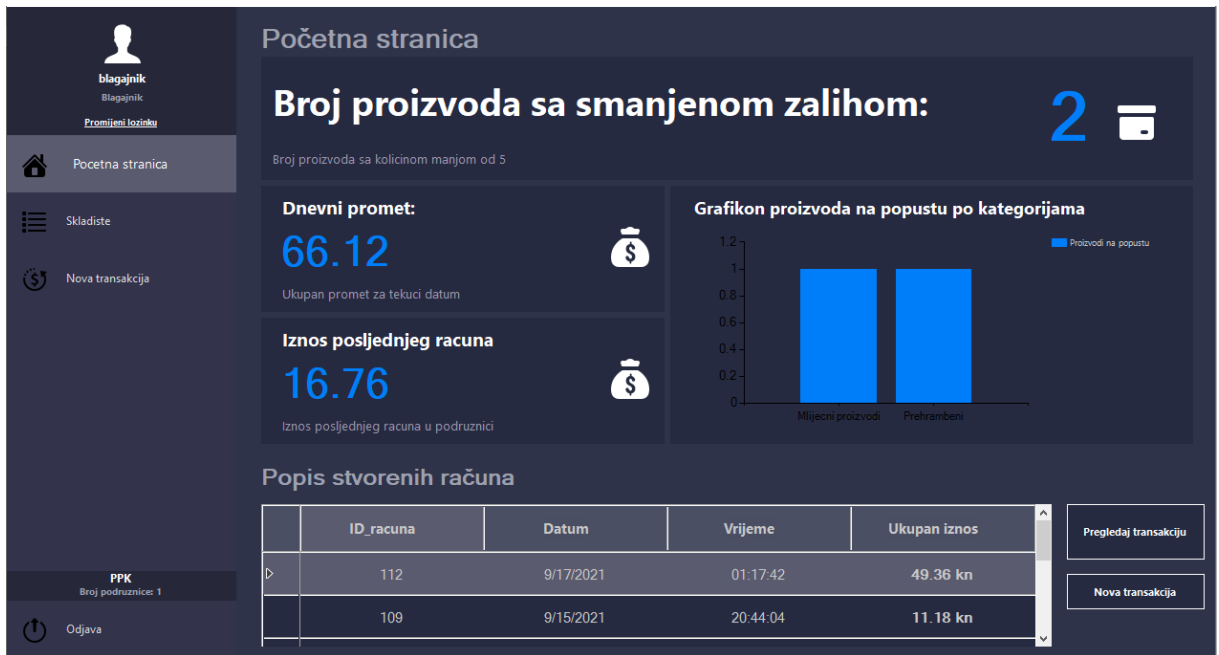 blagajnik
Blagajnik
Promijeni lozinku
Pocetna stranica
Skladiste
Nova transakcija
PPK
Broj podruznice: 1
Odjava
Početna stranica
Broj proizvoda sa smanjenom zalihom:
2
Broj proizvoda sa kolicinom manjom od 5
Dnevni promet:
66.12
$
Ukupan promet za tekuci datum
Iznos posljednjeg racuna
16.76
$
Iznos posljednjeg racuna u podruznici
Grafikon proizvoda na popustu po kategorijama
1.2
1
0.8
0.6
0.4
0.2
0
Mlijecni proizvodi Prehrambeni
Proizvodi na popustu
Popis stvorenih računa
ID_racuna Datum Vrijeme Ukupan iznos
112 9/17/2021 01:17:42 49.36 kn
109 9/15/2021 20:44:04 11.18 kn
Pregledaj transakciju
Nova transakcija